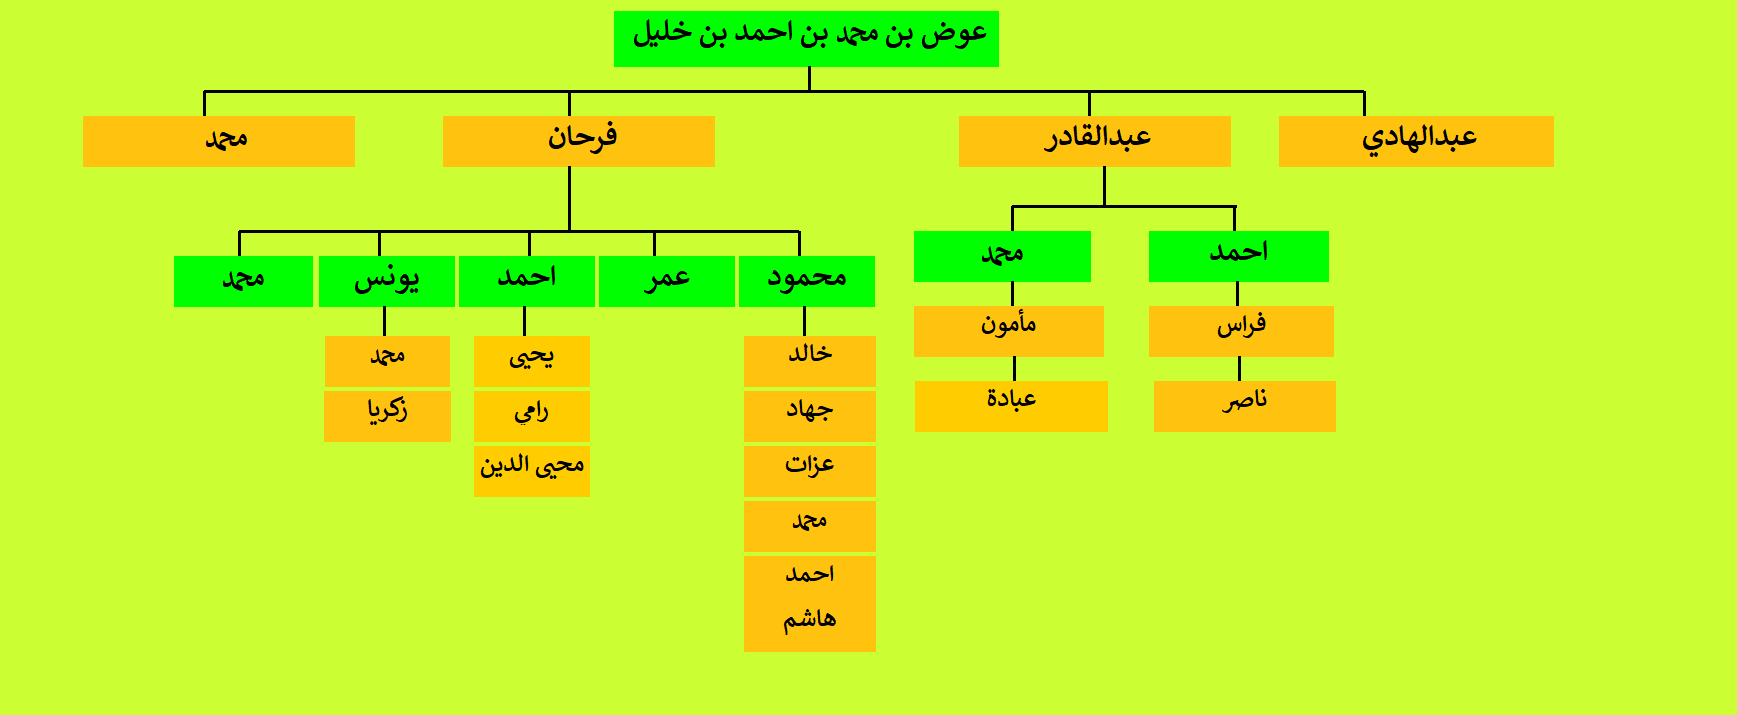 عوض بن محمد بن احمد بن خليل
عبدالهادي
عبدالقادر
فرحان
محمد
احمد
محمد
محمود
عمر
احمد
يونس
محمد
فراس
مأمون
خالد
يحيى
محمد
ناصر
عبادة
جهاد
رامي
زكريا
عزات
محيى الدين
محمد
احمد
هاشم